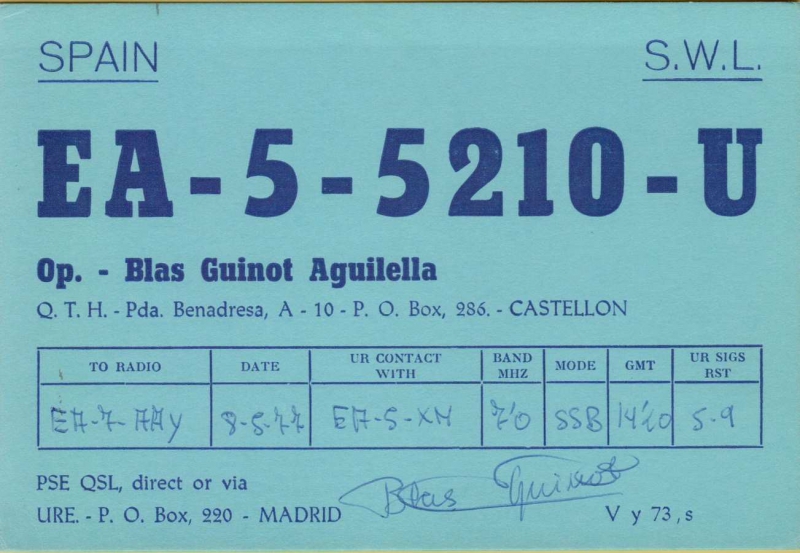 SPAIN S.W.L.
EA-5-5210-U
Op. - Blas Guinot Aguilella
Q. T. H. - Pda. Benadresa, A - 10 - P. O. Box, 286. - CASTELLON
TO RADIO DATE UR CONTACT WITH BAND MHZ MODE GMT UR SIGS RST
EA-7-AAY 8-5-77 EA-5-XM 7'0 SSB 14'20 5-9
PSE QSL, direct or via
URE. - P. O. Box, 220 - MADRID Blas Guinot V y 73,s